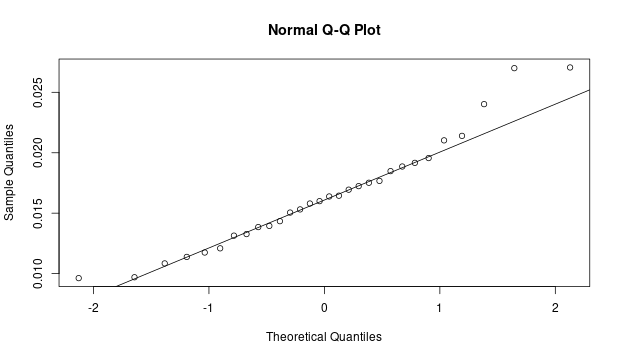 Normal Q-Q Plot
Sample Quantiles
0.025
0.020
0.015
0.010
-2 -1 0 1 2
Theoretical Quantiles